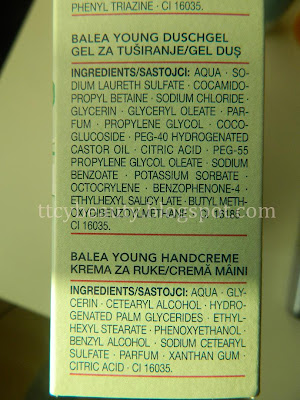 PHENYL TRIAZINE · CI 16035.
BALEA YOUNG DUSCHGEL
GEL ZA TUŠIRANJE/GEL DUŞ
INGREDIENTS/SASTOJCI: AQUA · SO-
DIUM LAURETH SULFATE · COCAMIDO-
PROPYL BETAINE · SODIUM CHLORIDE ·
GLYCERIN · GLYCERYL OLEATE · PAR-
FUM · PROPYLENE GLYCOL · COCO-
GLUCOSIDE · PEG-40 HYDROGENATED
CASTOR OIL · CITRIC ACID · PEG-55
PROPYLENE GLYCOL OLEATE · SODIUM
BENZOATE · POTASSIUM SORBATE ·
OCTOCRYLENE · BENZOPHENONE-4 ·
ETHYLHEXYL SALICYLATE · BUTYL METH-
OXYDIBENZOYLMETHANE · CI 16185 ·
CI 16035.
BALEA YOUNG HANDCREME
KREMA ZA RUKE/CREMĂ MÂINI
INGREDIENTS/SASTOJCI: AQUA · GLY-
CERIN · CETEARYL ALCOHOL · HYDRO-
GENATED PALM GLYCERIDES · ETHYL-
HEXYL STEARATE · PHENOXYETHANOL ·
BENZYL ALCOHOL · SODIUM CETEARYL
SULFATE · PARFUM · XANTHAN GUM ·
CITRIC ACID · CI 16035.